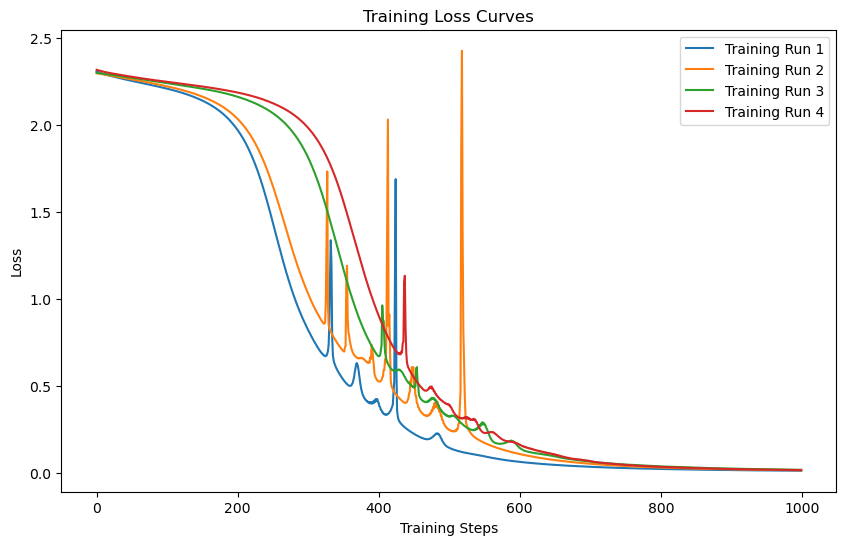 Training Loss Curves
Training Run 1
Training Run 2
Training Run 3
Training Run 4
Loss
2.5
2.0
1.5
1.0
0.5
0.0
0 200 400 600 800 1000
Training Steps